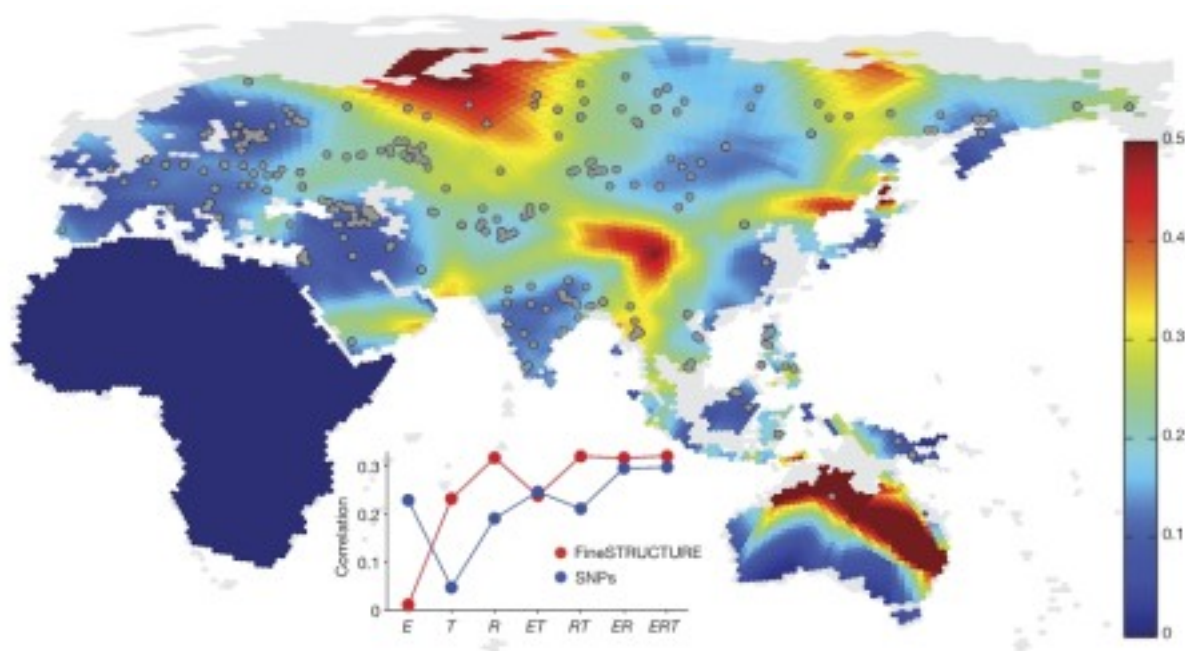 0.5
0.4
0.3
0.2
0.1
0
Correlation
0.3
0.2
0.1
0
FineSTRUCTURE
SNPs
E T R ET RT ER ERT